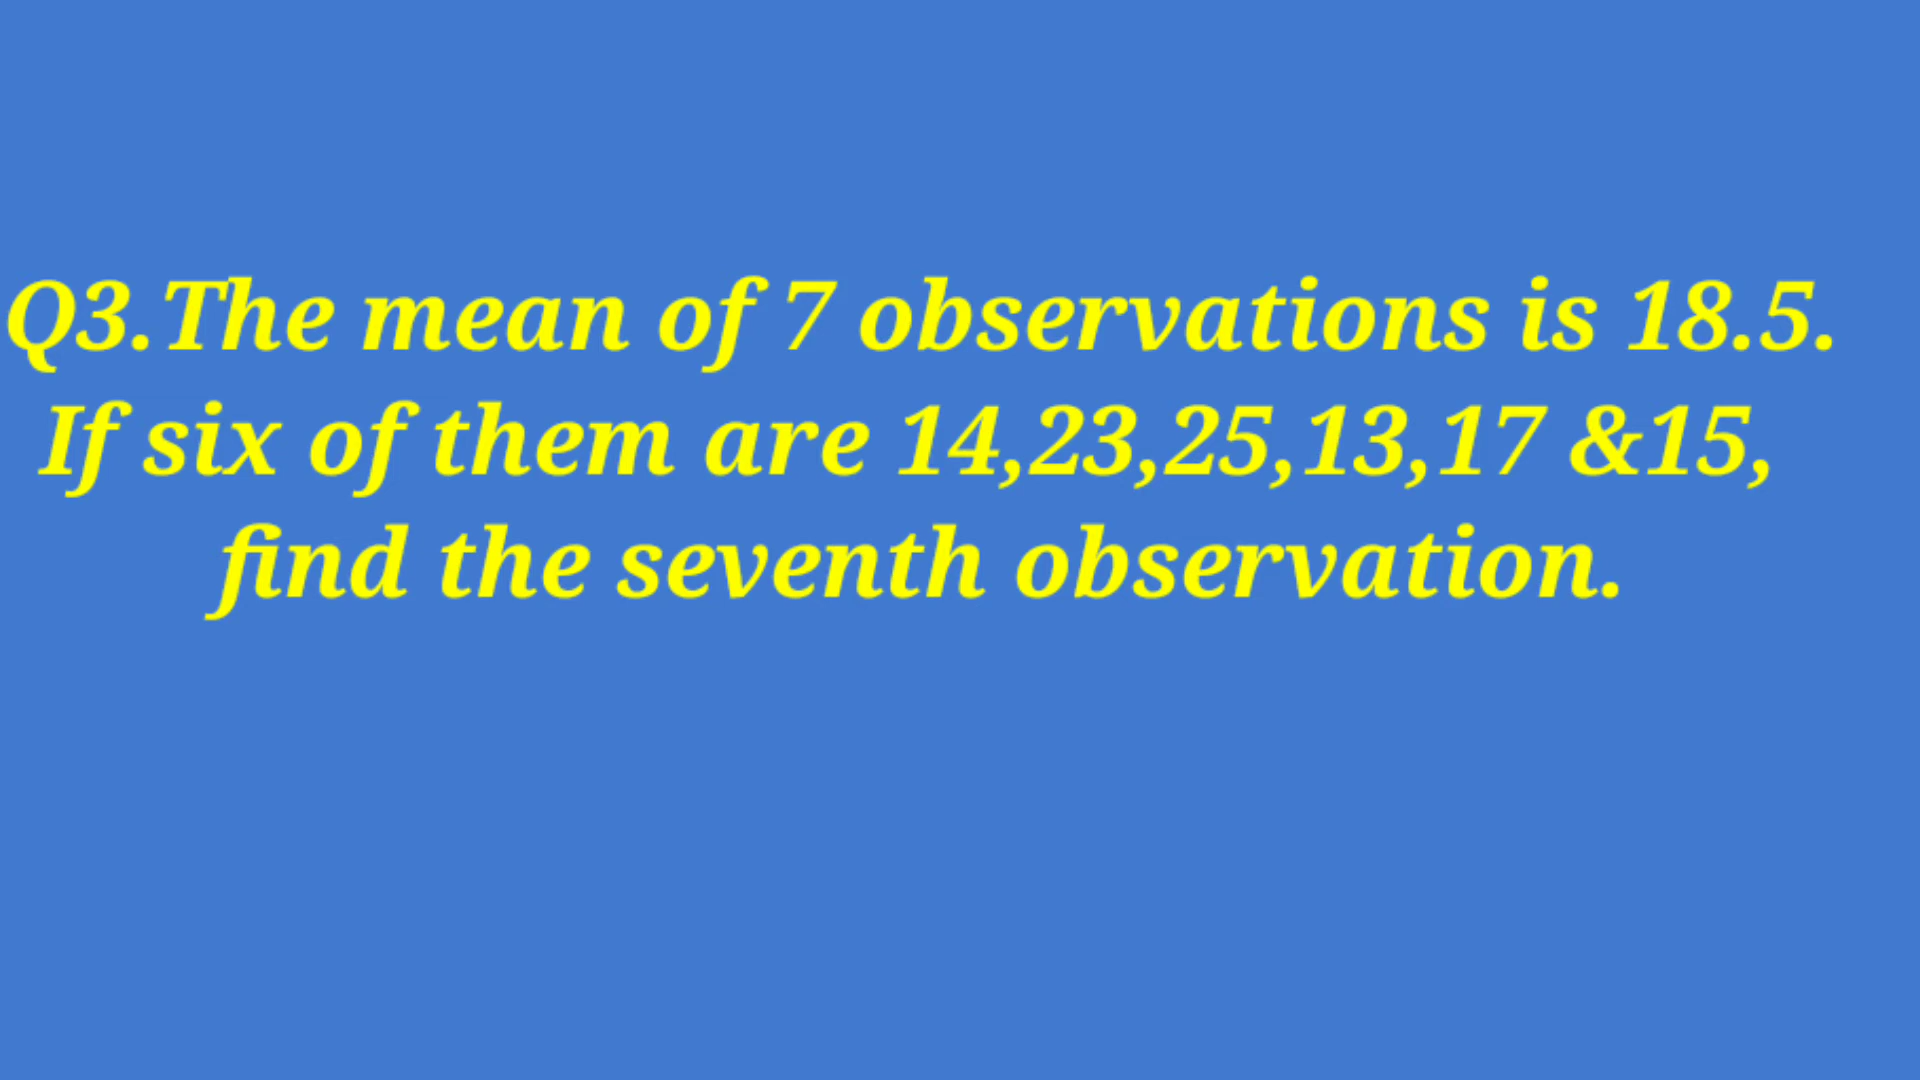 Q3.The mean of 7 observations is 18.5.
If six of them are 14,23,25,13,17 &15,
find the seventh observation.